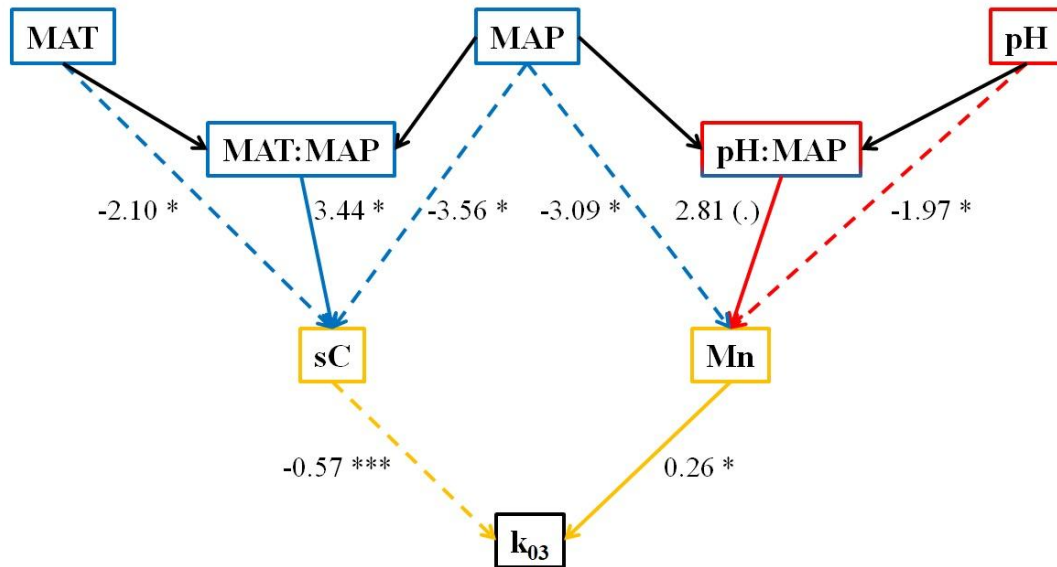 MAT
MAP
pH
MAT:MAP
pH:MAP
-2.10 *
3.44 *
-3.56 *
-3.09 *
2.81 (.)
-1.97 *
sC
Mn
-0.57 ***
0.26 *
k03